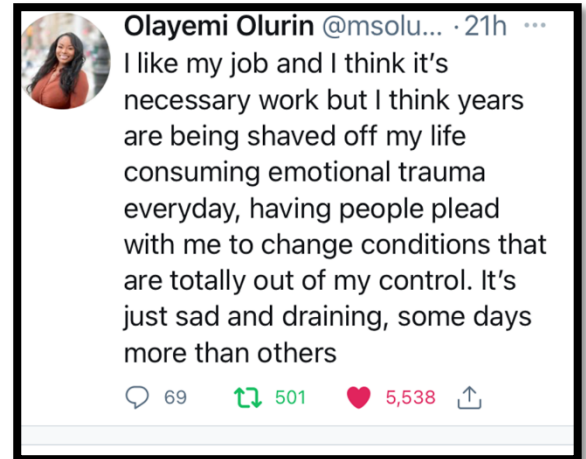 Olayemi Olurin @msolu... · 21h ...
I like my job and I think it's
necessary work but I think years
are being shaved off my life
consuming emotional trauma
everyday, having people plead
with me to change conditions that
are totally out of my control. It's
just sad and draining, some days
more than others
69 501 5,538